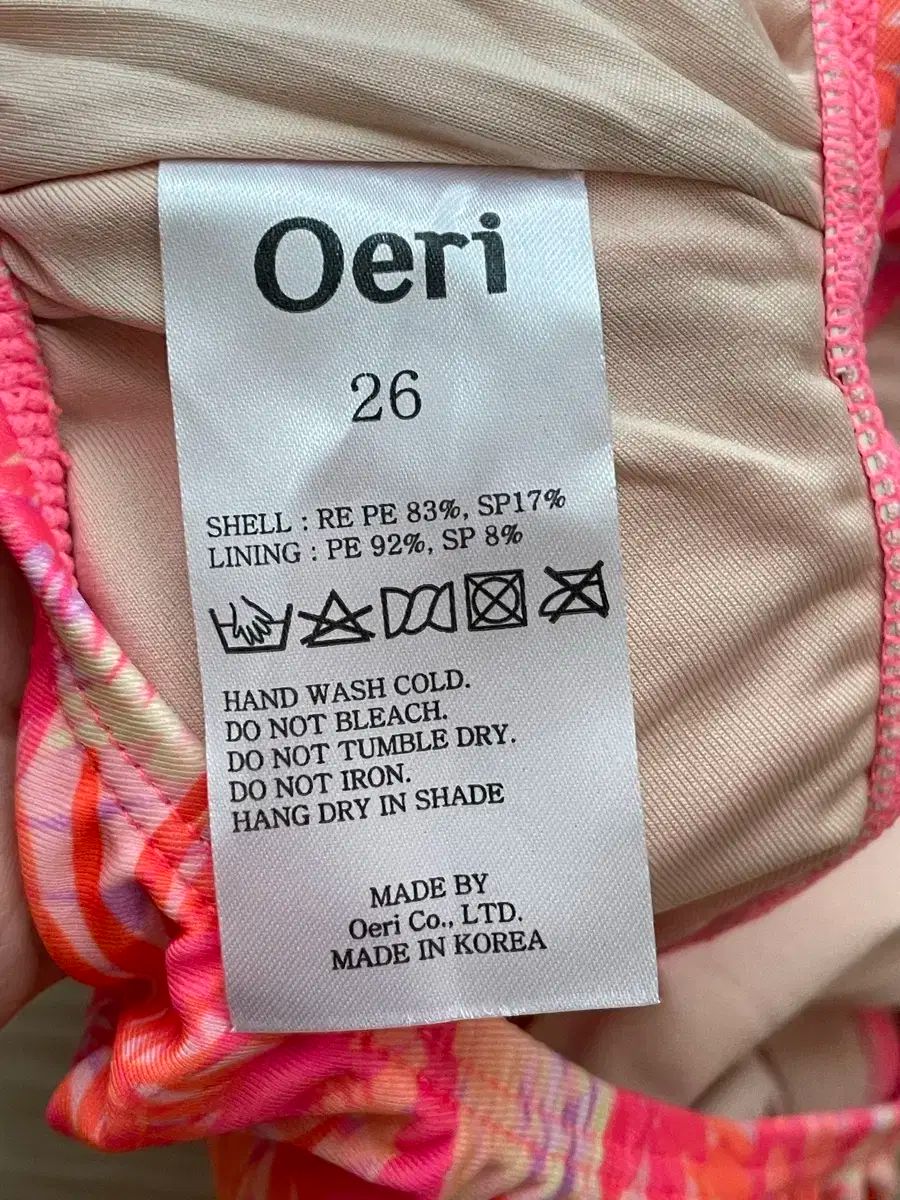 Oeri
26
SHELL : RE PE 83%, SP17%
LINING : PE 92%, SP 8%
HAND WASH COLD.
DO NOT BLEACH.
DO NOT TUMBLE DRY.
DO NOT IRON.
HANG DRY IN SHADE
MADE BY
Oeri Co., LTD.
MADE IN KOREA